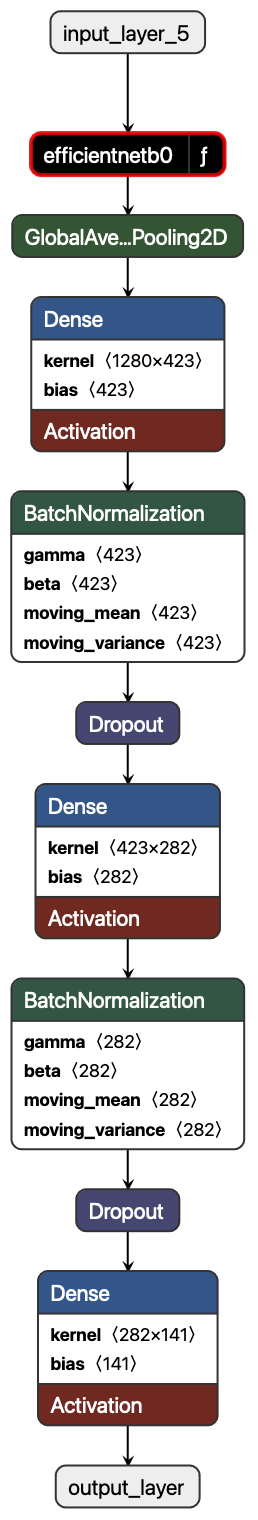 input_layer_5
efficientnetb0 ƒ
GlobalAve...Pooling2D
Dense
kernel 〈1280×423〉
bias 〈423〉
Activation
BatchNormalization
gamma 〈423〉
beta 〈423〉
moving_mean 〈423〉
moving_variance 〈423〉
Dropout
Dense
kernel 〈423×282〉
bias 〈282〉
Activation
BatchNormalization
gamma 〈282〉
beta 〈282〉
moving_mean 〈282〉
moving_variance 〈282〉
Dropout
Dense
kernel 〈282×141〉
bias 〈141〉
Activation
output_layer